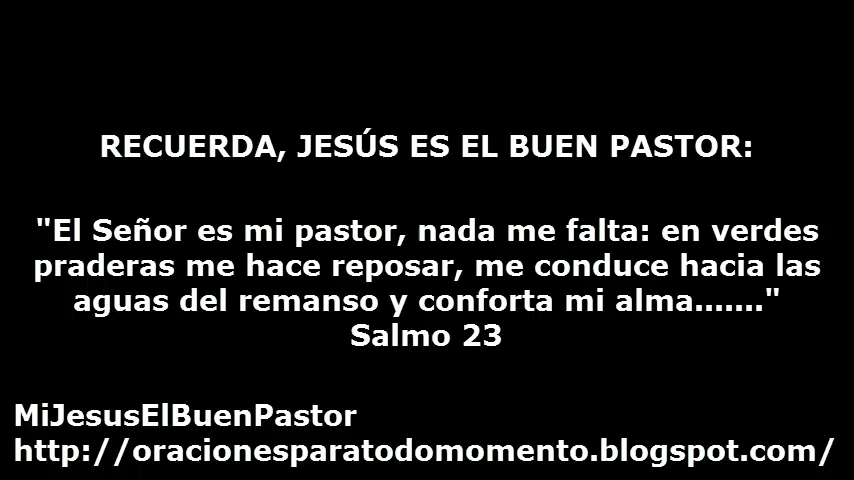 RECUERDA, JESÚS ES EL BUEN PASTOR:
"El Señor es mi pastor, nada me falta: en verdes
praderas me hace reposar, me conduce hacia las
aguas del remanso y conforta mi alma......."
Salmo 23
MiJesusElBuenPastor
http://oracionesparatodomomento.blogspot.com/